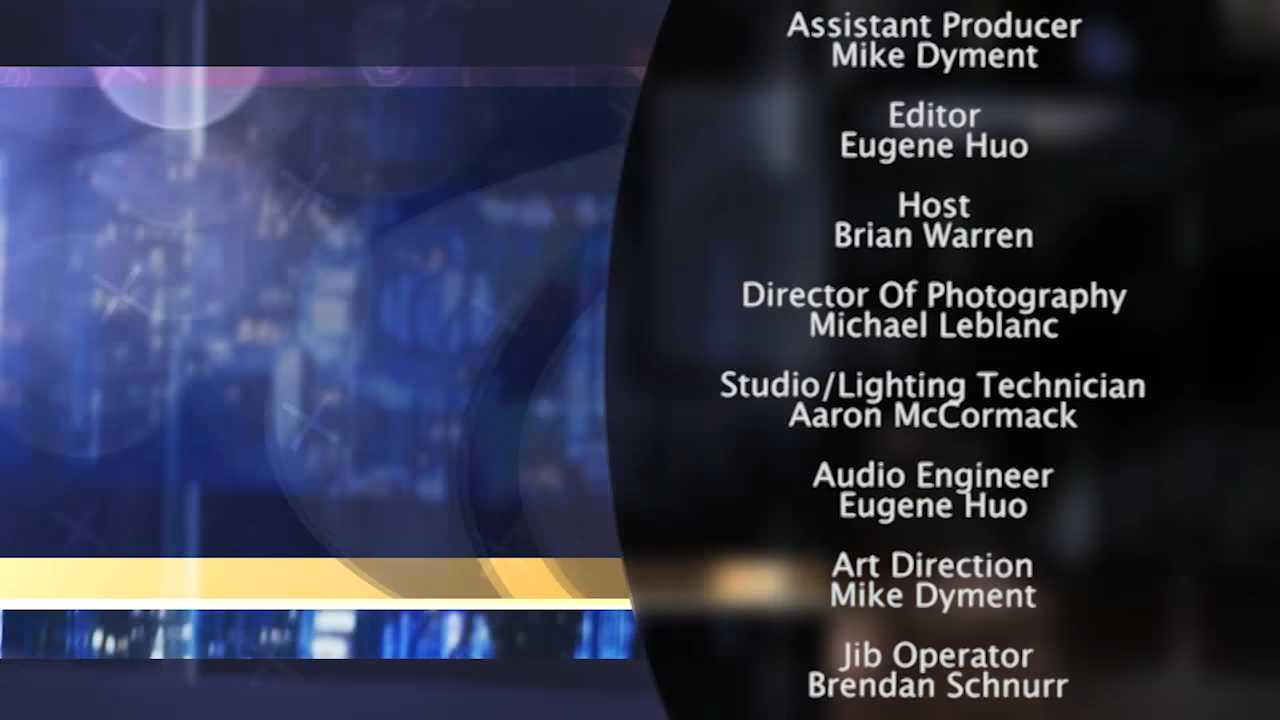 Assistant Producer
Mike Dyment
Editor
Eugene Huo
Host
Brian Warren
Director Of Photography
Michael Leblanc
Studio/Lighting Technician
Aaron McCormack
Audio Engineer
Eugene Huo
Art Direction
Mike Dyment
Jib Operator
Brendan Schnurr